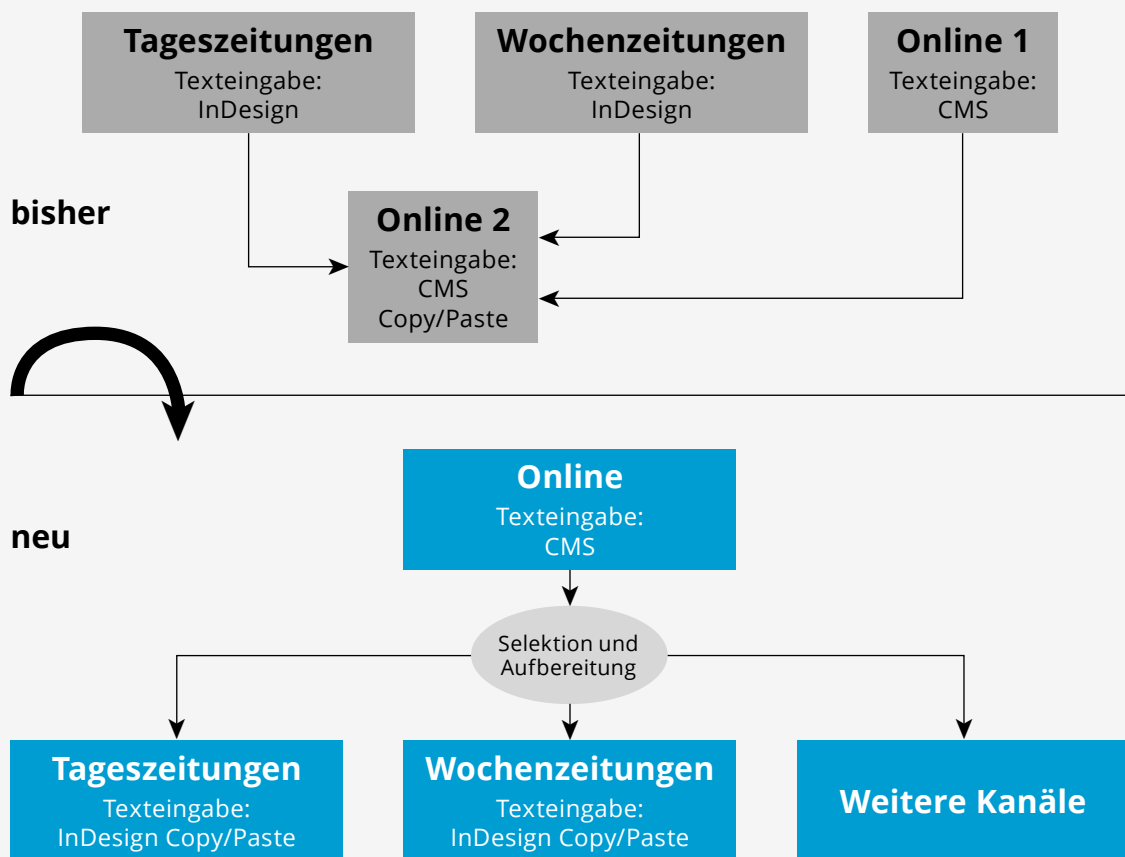 Tageszeitungen
Texteingabe:
InDesign
Wochenzeitungen
Texteingabe:
InDesign
Online 1
Texteingabe:
CMS
bisher
Online 2
Texteingabe:
CMS
Copy/Paste
neu
Online
Texteingabe:
CMS
Selektion und
Aufbereitung
Tageszeitungen
Texteingabe:
InDesign Copy/Paste
Wochenzeitungen
Texteingabe:
InDesign Copy/Paste
Weitere Kanäle